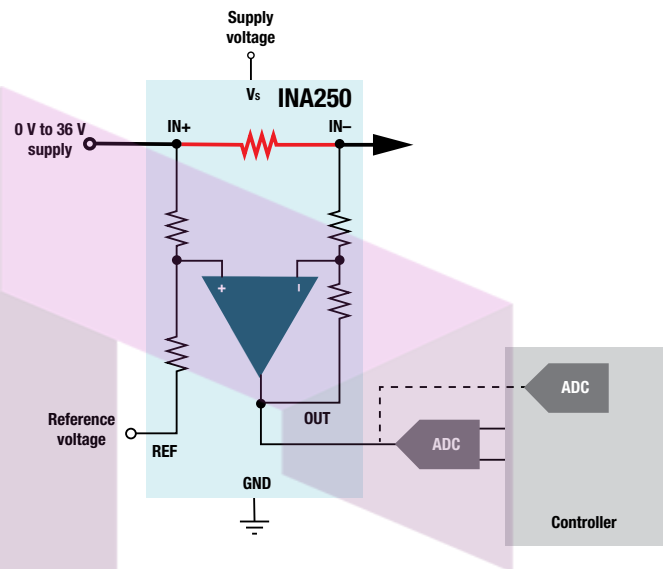 Supply
voltage
Vs
INA250
0 V to 36 V
supply
IN+
IN–
+
–
ADC
Reference
voltage
REF
OUT
ADC
GND
Controller